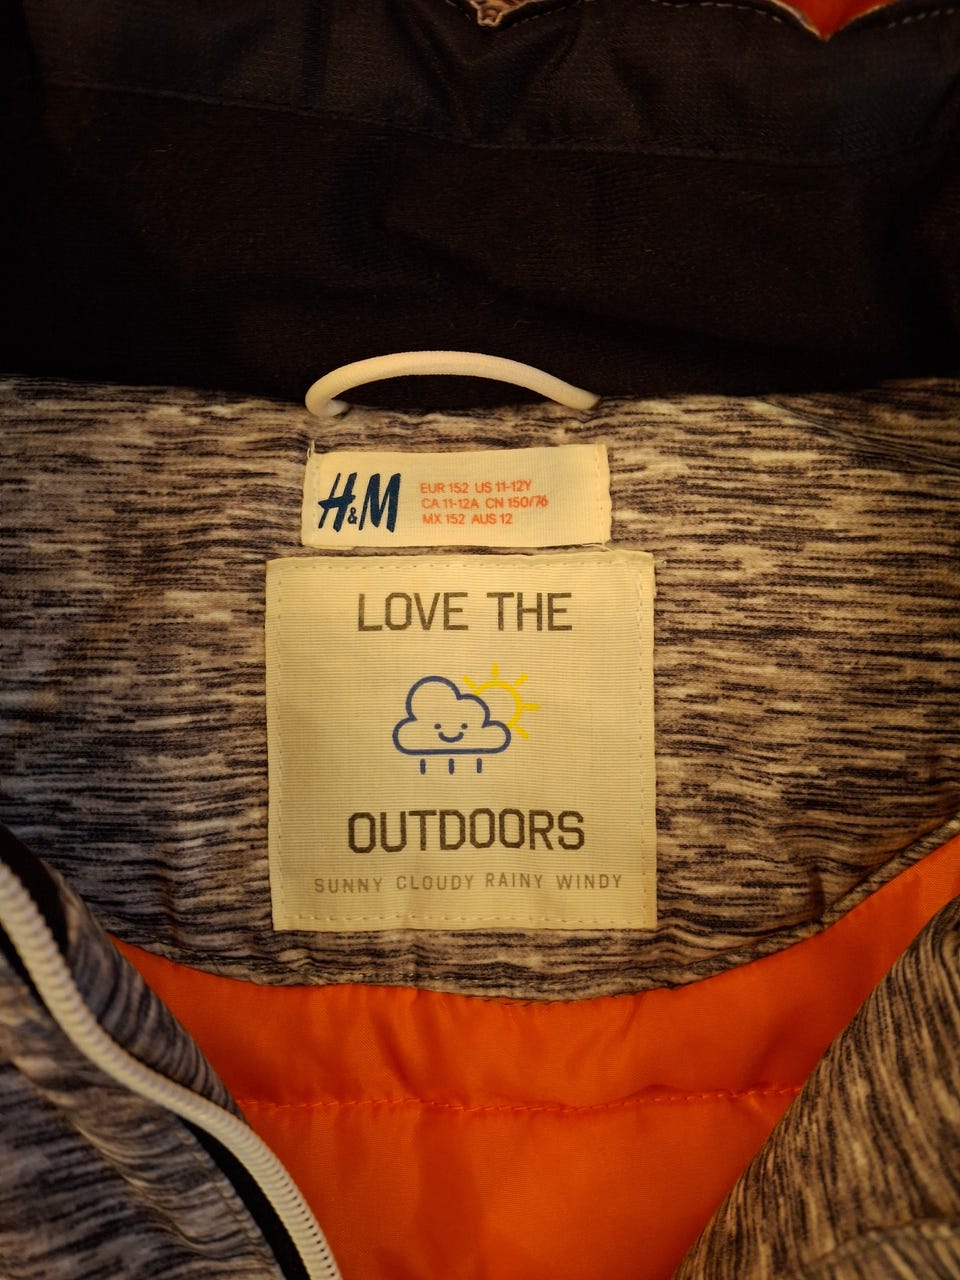 H&M
EUR 152 US 11-12Y
CA 11-12A CN 150/76
MX 152 AUS 12
LOVE THE
OUTDOORS
SUNNY CLOUDY RAINY WINDY